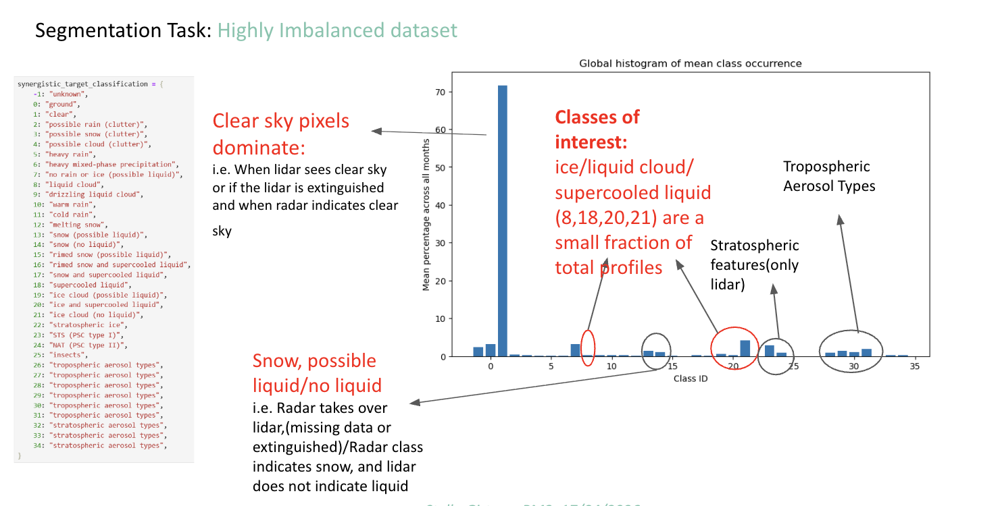 Segmentation Task: Highly Imbalanced dataset
synergistic_target_classification = {
-1: "unknown",
0: "ground",
1: "clear",
2: "possible rain (clutter)",
3: "possible snow (clutter)",
4: "possible cloud (clutter)",
5: "heavy rain",
6: "heavy mixed-phase precipitation",
7: "no rain or ice (possible liquid)",
8: "liquid cloud",
9: "drizzling liquid cloud",
10: "warm rain",
11: "cold rain",
12: "melting snow",
13: "snow (possible liquid)",
14: "snow (no liquid)",
15: "rimed snow (possible liquid)",
16: "rimed snow and supercooled liquid",
17: "snow and supercooled liquid",
18: "supercooled liquid",
19: "ice cloud (possible liquid)",
20: "ice and supercooled liquid",
21: "ice cloud (no liquid)",
22: "stratospheric ice",
23: "STS (PSC type I)",
24: "NAT (PSC type II)",
25: "insects",
26: "tropospheric aerosol types",
27: "tropospheric aerosol types",
28: "tropospheric aerosol types",
29: "tropospheric aerosol types",
30: "tropospheric aerosol types",
31: "tropospheric aerosol types",
32: "stratospheric aerosol types",
33: "stratospheric aerosol types",
34: "stratospheric aerosol types",
}
Clear sky pixels
dominate:
i.e. When lidar sees clear sky
or if the lidar is extinguished
and when radar indicates clear
sky
Snow, possible
liquid/no liquid
i.e. Radar takes over
lidar,(missing data or
extinguished)/Radar class
indicates snow, and lidar
does not indicate liquid
Global histogram of mean class occurrence
Mean percentage across all months
70
60
50
40
30
20
10
0
Classes of
interest:
ice/liquid cloud/
supercooled liquid
(8,18,20,21) are a
small fraction of
total profiles
Stratospheric
features(only
lidar)
Tropospheric
Aerosol Types
0 5 10 15 20 25 30 35
Class ID